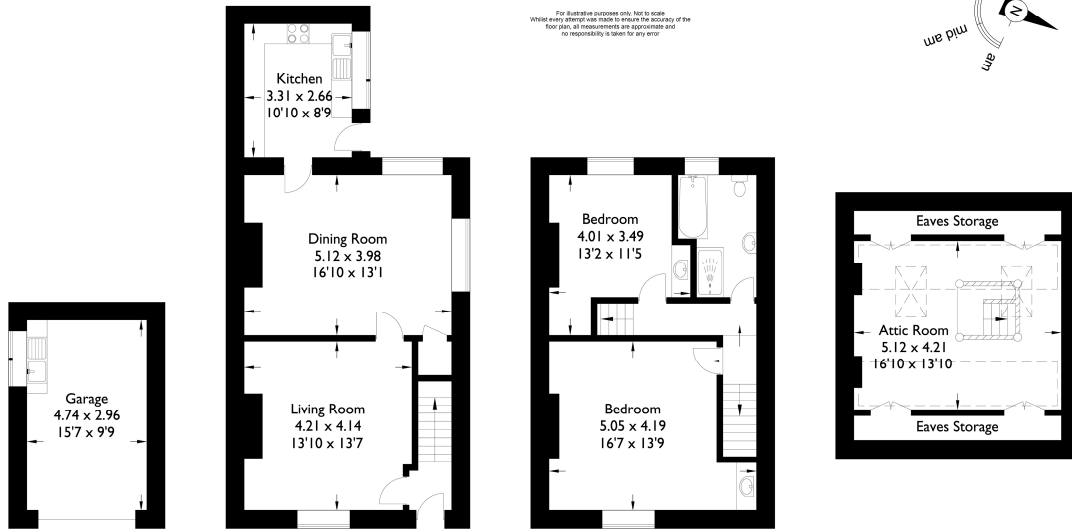 For illustrative purposes only. Not to scale
Whilst every attempt was made to ensure the accuracy of the
floor plan, all measurements are approximate and
no responsibility is taken for any error
N
mid am
am
Kitchen
3.31 x 2.66
10'10 x 8'9
Dining Room
5.12 x 3.98
16'10 x 13'1
Living Room
4.21 x 4.14
13'10 x 13'7
Garage
4.74 x 2.96
15'7 x 9'9
Bedroom
4.01 x 3.49
13'2 x 11'5
Bedroom
5.05 x 4.19
16'7 x 13'9
Eaves Storage
Attic Room
5.12 x 4.21
16'10 x 13'10
Eaves Storage